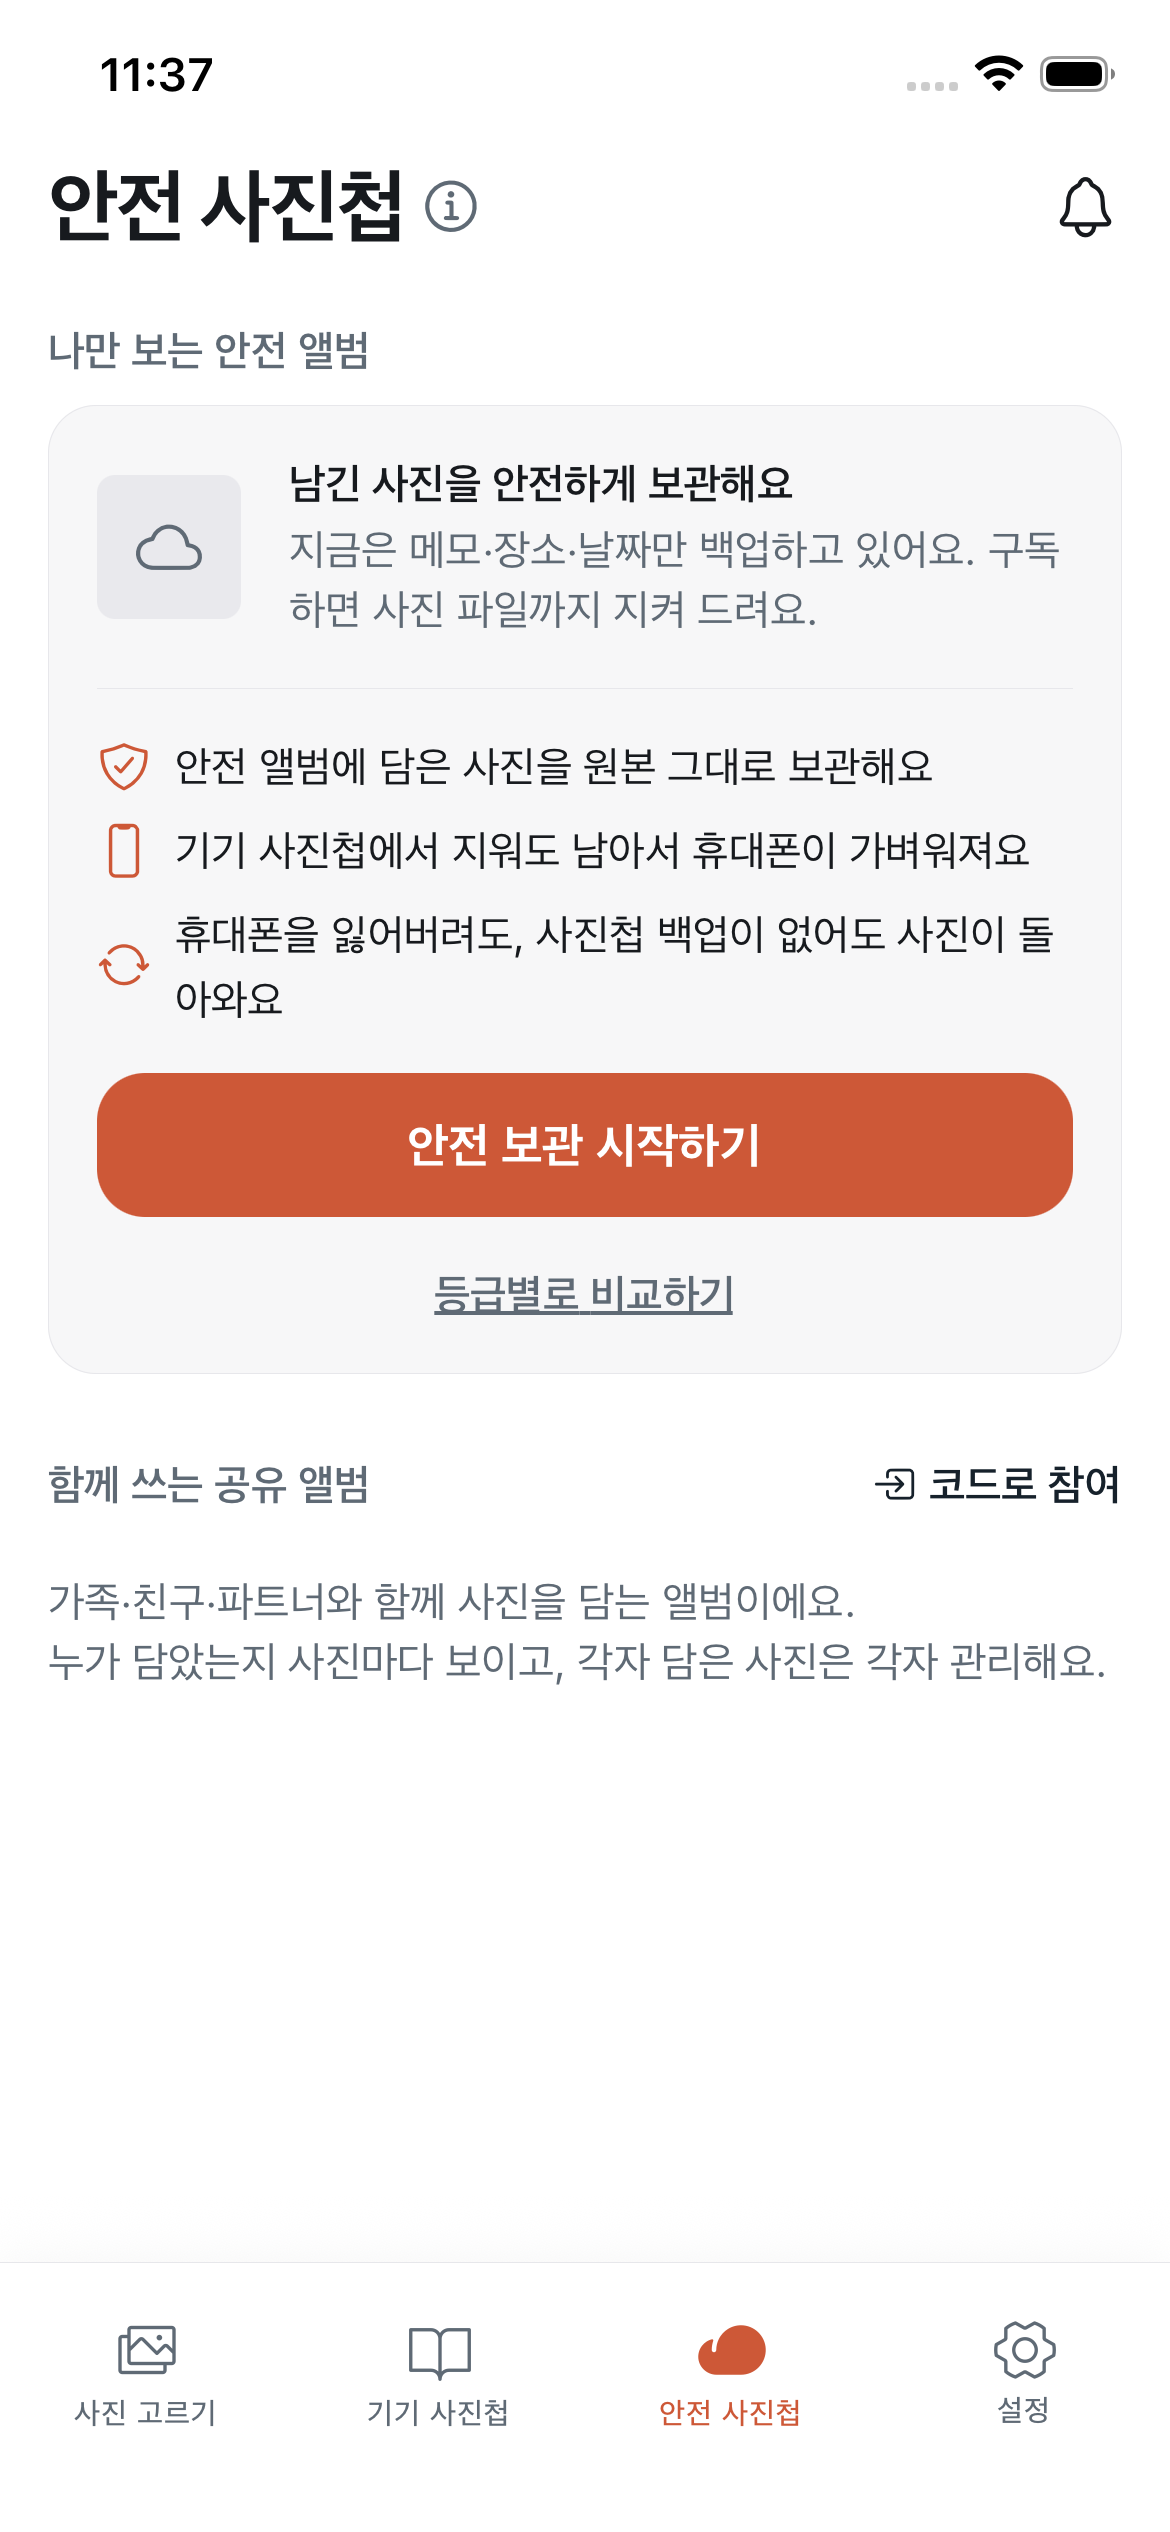 11:37
안전 사진첩
나만 보는 안전 앨범
남긴 사진을 안전하게 보관해요
지금은 메모·장소·날짜만 백업하고 있어요. 구독
하면 사진 파일까지 지켜 드려요.
안전 앨범에 담은 사진을 원본 그대로 보관해요
기기 사진첩에서 지워도 남아서 휴대폰이 가벼워져요
휴대폰을 잃어버려도, 사진첩 백업이 없어도 사진이 돌
아와요
안전 보관 시작하기
등급별로 비교하기
함께 쓰는 공유 앨범
코드로 참여
가족·친구·파트너와 함께 사진을 담는 앨범이에요.
누가 담았는지 사진마다 보이고, 각자 담은 사진은 각자 관리해요.
사진 고르기
기기 사진첩
안전 사진첩
설정